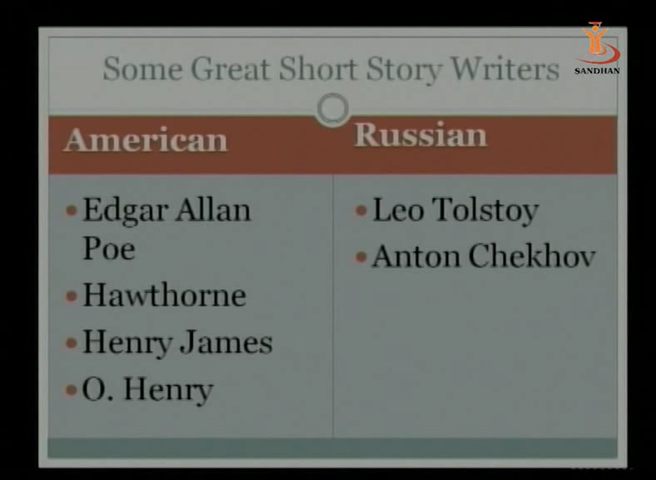 SANDHAN
Some Great Short Story Writers
American
Russian
•Edgar Allan
Poe
•Hawthorne
•Henry James
•O. Henry
•Leo Tolstoy
•Anton Chekhov